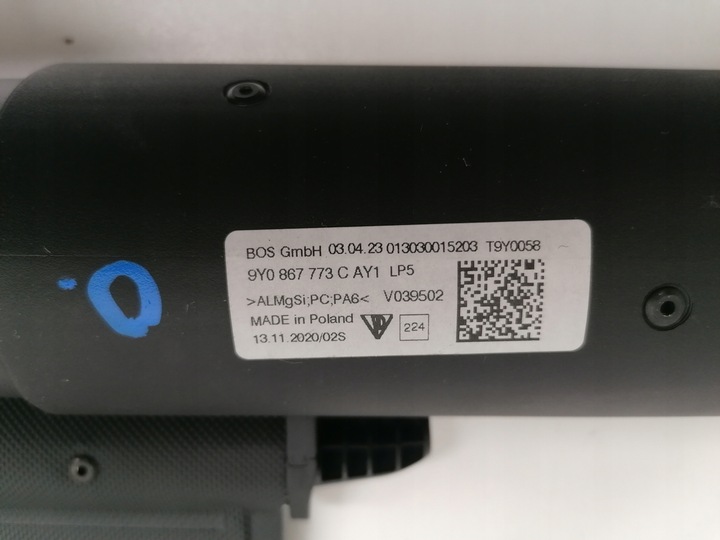 BOS GmbH 03.04.23 013030015203 T9Y0058
9Y0 867 773 C AY1 LP5
>ALMgSi;PC;PA6< V039502
MADE in Poland
224
13.11.2020/02S
O